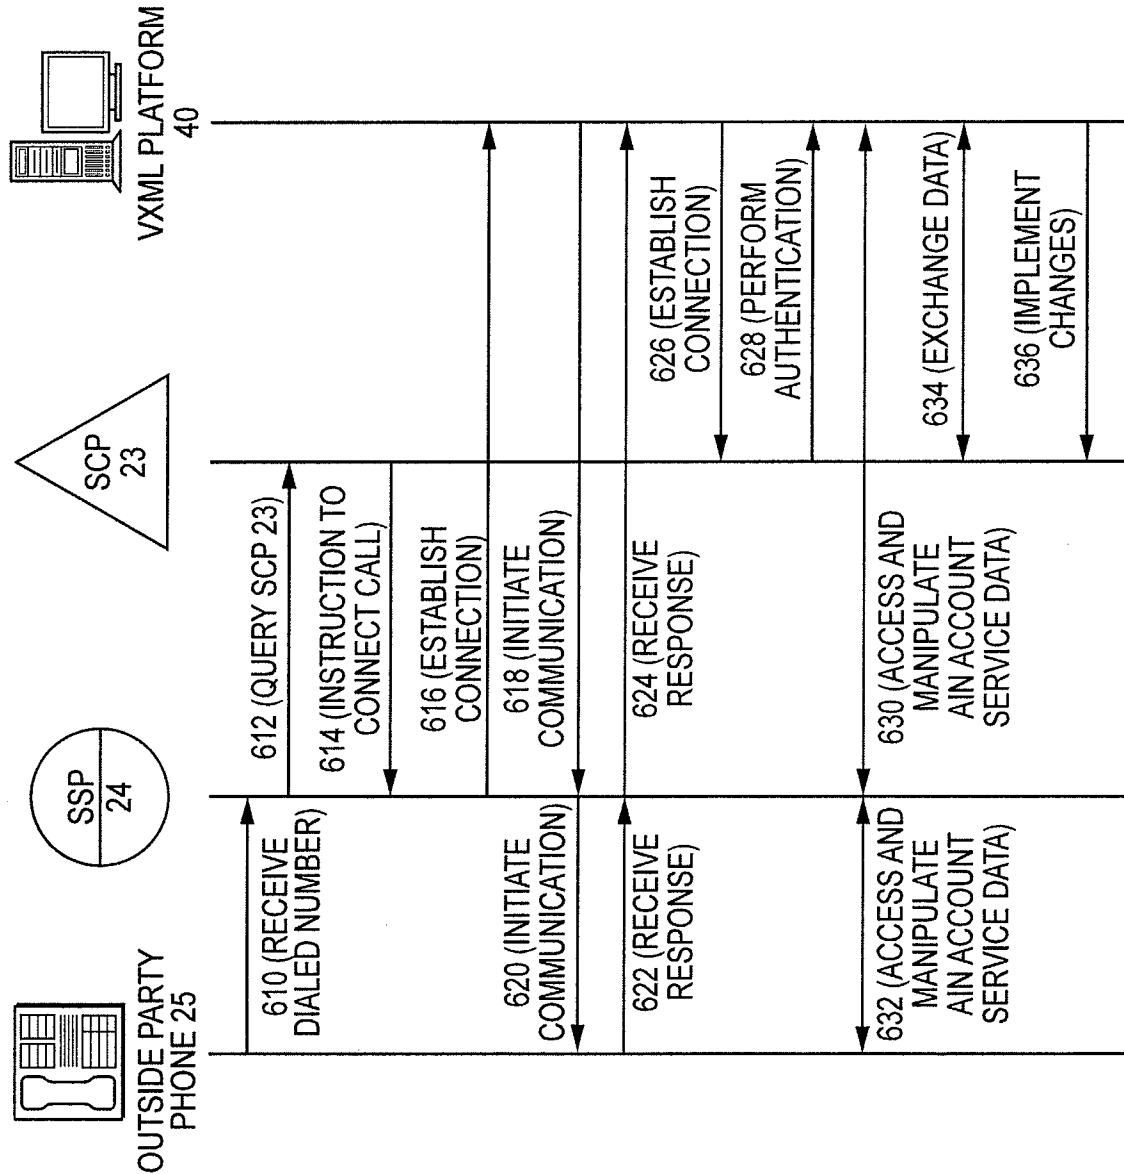 OUTSIDE PARTY
PHONE 25
SSP
24
SCP
23
VXML PLATFORM
40
610 (RECEIVE
DIALED NUMBER)
612 (QUERY SCP 23)
614 (INSTRUCTION TO
CONNECT CALL)
616 (ESTABLISH
CONNECTION)
618 (INITIATE
COMMUNICATION)
620 (INITIATE
COMMUNICATION)
622 (RECEIVE
RESPONSE)
624 (RECEIVE
RESPONSE)
626 (ESTABLISH
CONNECTION)
628 (PERFORM
AUTHENTICATION)
630 (ACCESS AND
MANIPULATE
AIN ACCOUNT
SERVICE DATA)
632 (ACCESS AND
MANIPULATE
AIN ACCOUNT
SERVICE DATA)
634 (EXCHANGE DATA)
636 (IMPLEMENT
CHANGES)